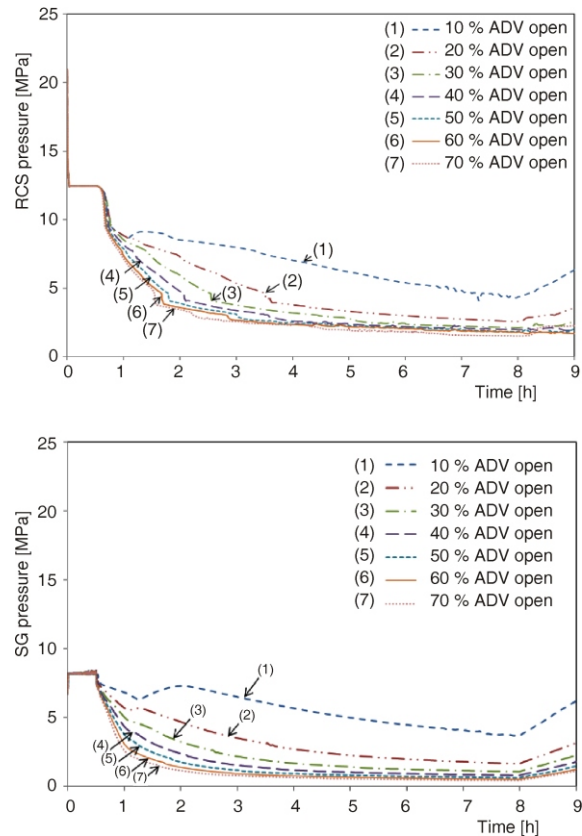 RCS pressure [MPa]
25
20
15
10
5
0
(1) 10 % ADV open
(2) 20 % ADV open
(3) 30 % ADV open
(4) 40 % ADV open
(5) 50 % ADV open
(6) 60 % ADV open
(7) 70 % ADV open
(1)
(2)
(3)
(4)
(5)
(6)
(7)
0 1 2 3 4 5 6 7 8 9
Time [h]
SG pressure [MPa]
25
20
15
10
5
0
(1) 10 % ADV open
(2) 20 % ADV open
(3) 30 % ADV open
(4) 40 % ADV open
(5) 50 % ADV open
(6) 60 % ADV open
(7) 70 % ADV open
(1)
(2)
(3)
(4)
(5)
(6)
(7)
0 1 2 3 4 5 6 7 8 9
Time [h]